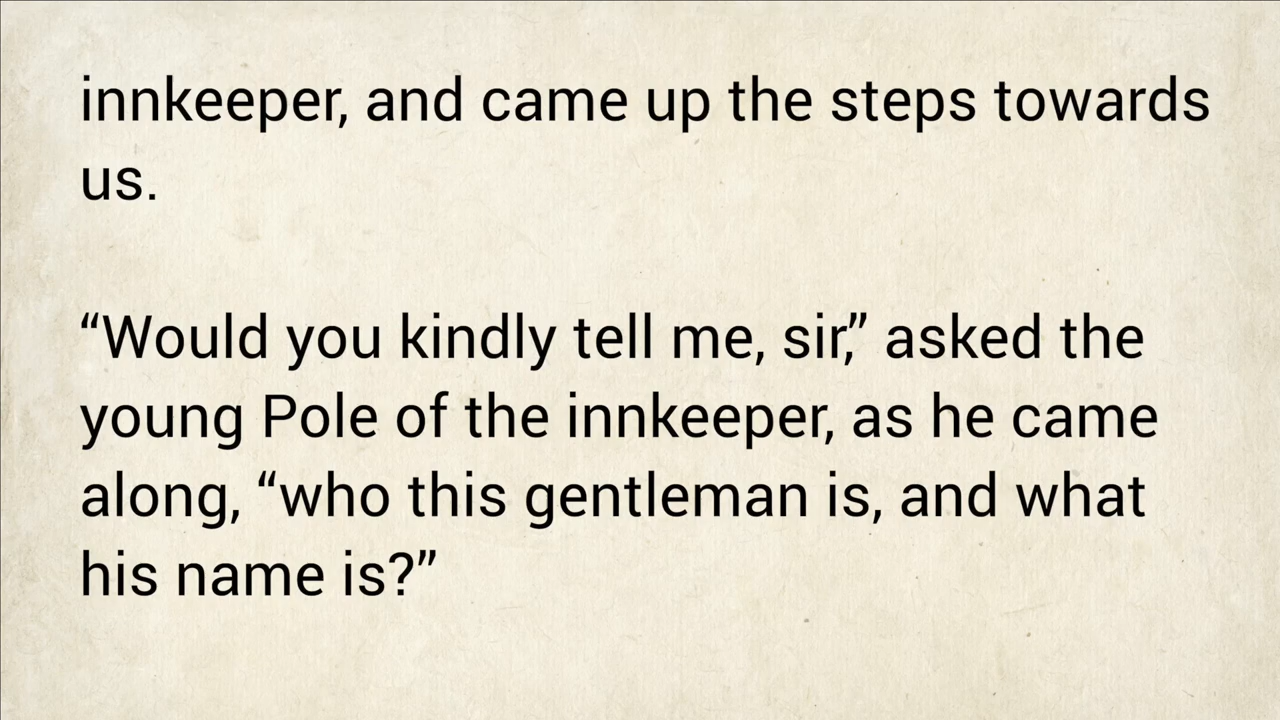 innkeeper, and came up the steps towards
us.
“Would you kindly tell me, sir,” asked the
young Pole of the innkeeper, as he came
along, “who this gentleman is, and what
his name is?”